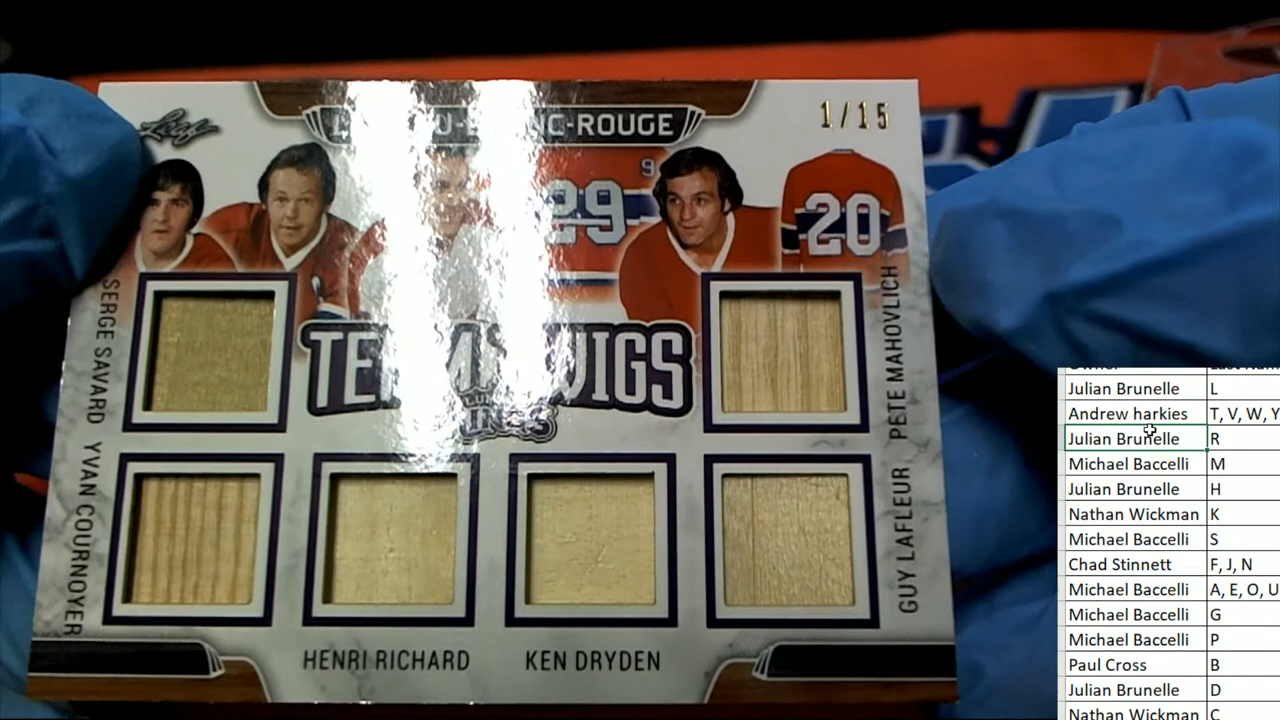 Leaf
1/15
-ROUGE
29
9
20
SERGE SAVARD
YVAN COURNOYER
PETE MAHOVLICH
GUY LAFLEUR
HENRI RICHARD
KEN DRYDEN
Julian Brunelle L
Andrew harkies T, V, W, Y
Julian Brunelle R
Michael Baccelli M
Julian Brunelle H
Nathan Wickman K
Michael Baccelli S
Chad Stinnett F, J, N
Michael Baccelli A, E, O, U
Michael Baccelli G
Michael Baccelli P
Paul Cross B
Julian Brunelle D
Nathan Wickman C